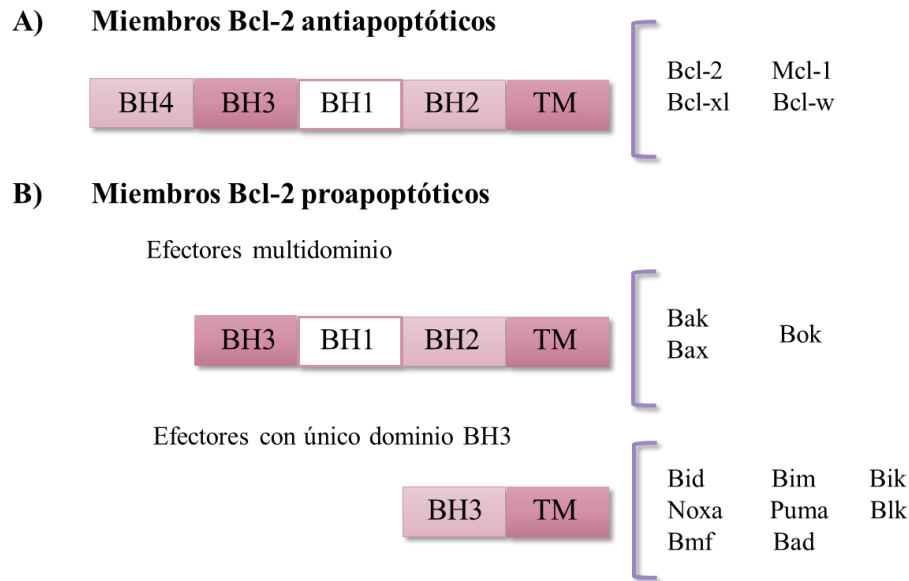 A) Miembros Bcl-2 antiapoptóticos
BH4 BH3 BH1 BH2 TM
Bcl-2 Mcl-1
Bcl-xl Bcl-w
B) Miembros Bcl-2 proapoptóticos
Efectores multidominio
BH3 BH1 BH2 TM
Bak
Bok
Bax
Efectores con único dominio BH3
BH3 TM
Bid Bim Bik
Noxa Puma Blk
Bmf Bad